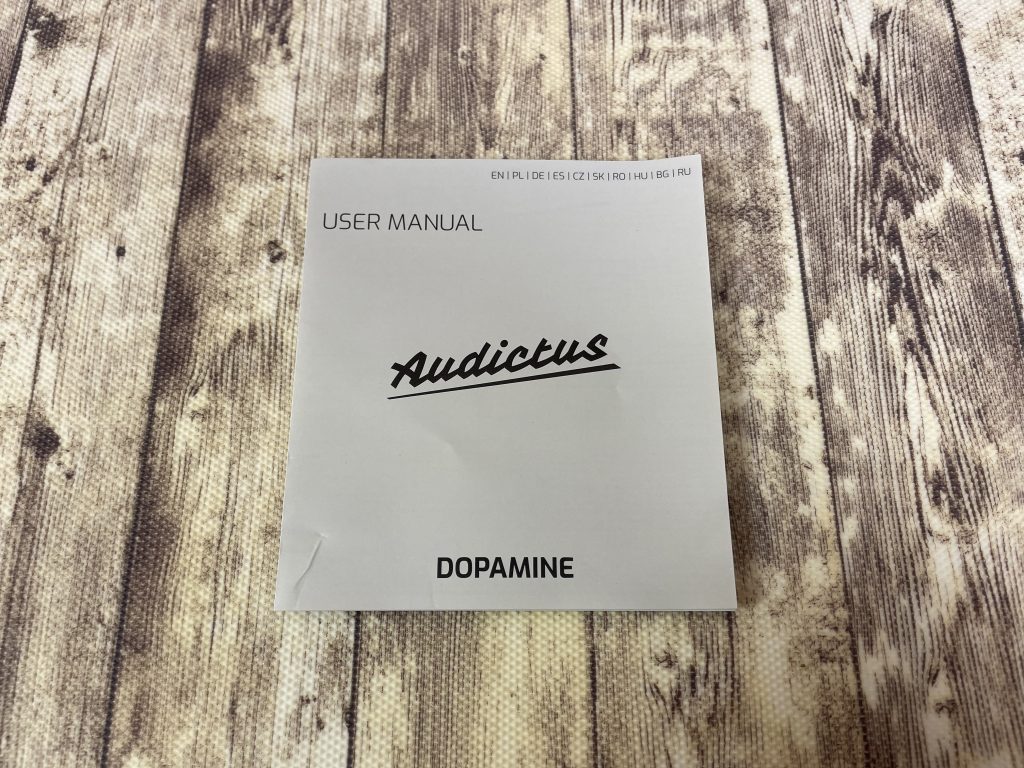 EN | PL | DE | ES | CZ | SK | RO | HU | BG | RU
USER MANUAL
Audictus
DOPAMINE